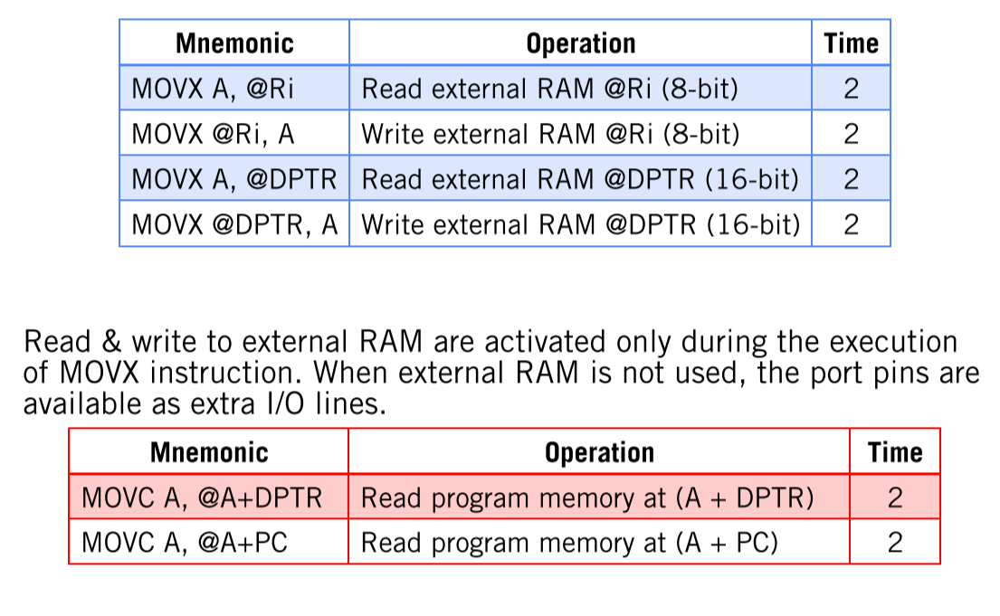 Mnemonic Operation Time
MOVX A, @Ri Read external RAM @Ri (8-bit) 2
MOVX @Ri, A Write external RAM @Ri (8-bit) 2
MOVX A, @DPTR Read external RAM @DPTR (16-bit) 2
MOVX @DPTR, A Write external RAM @DPTR (16-bit) 2
Read & write to external RAM are activated only during the execution
of MOVX instruction. When external RAM is not used, the port pins are
available as extra I/O lines.
Mnemonic Operation Time
MOVC A, @A+DPTR Read program memory at (A + DPTR) 2
MOVC A, @A+PC Read program memory at (A + PC) 2